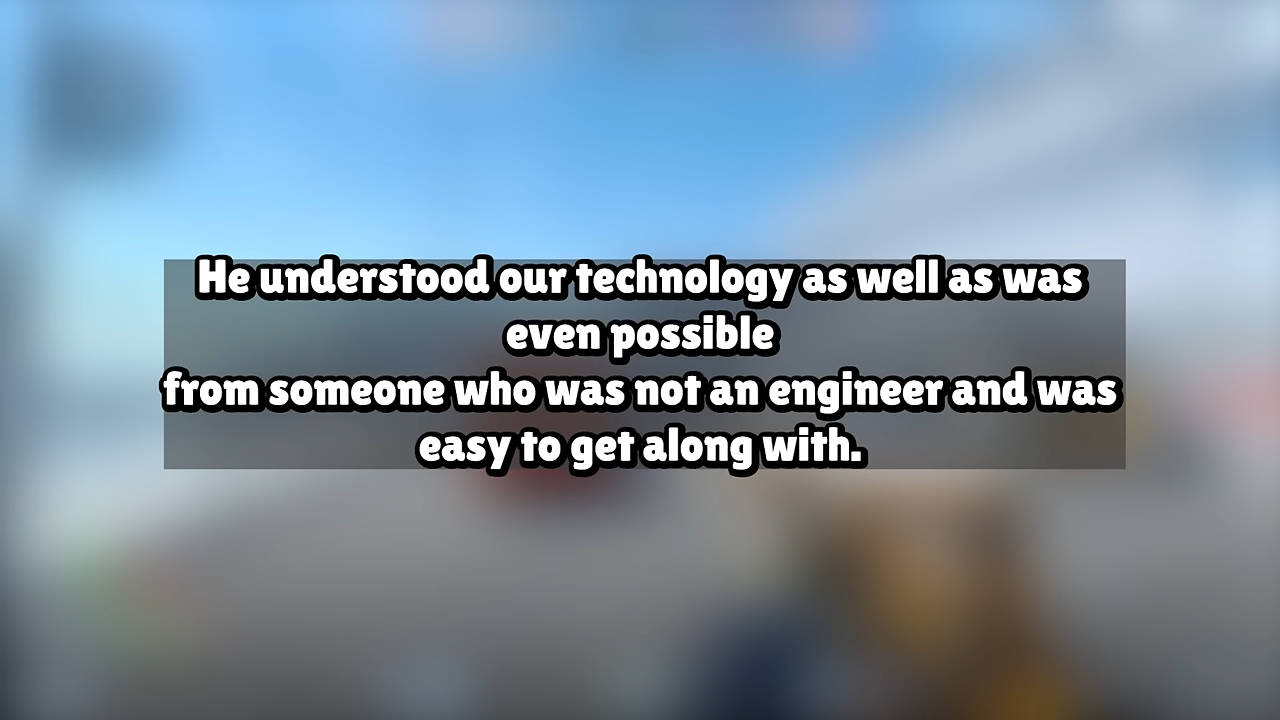 He understood our technology as well as was
even possible
from someone who was not an engineer and was
easy to get along with.